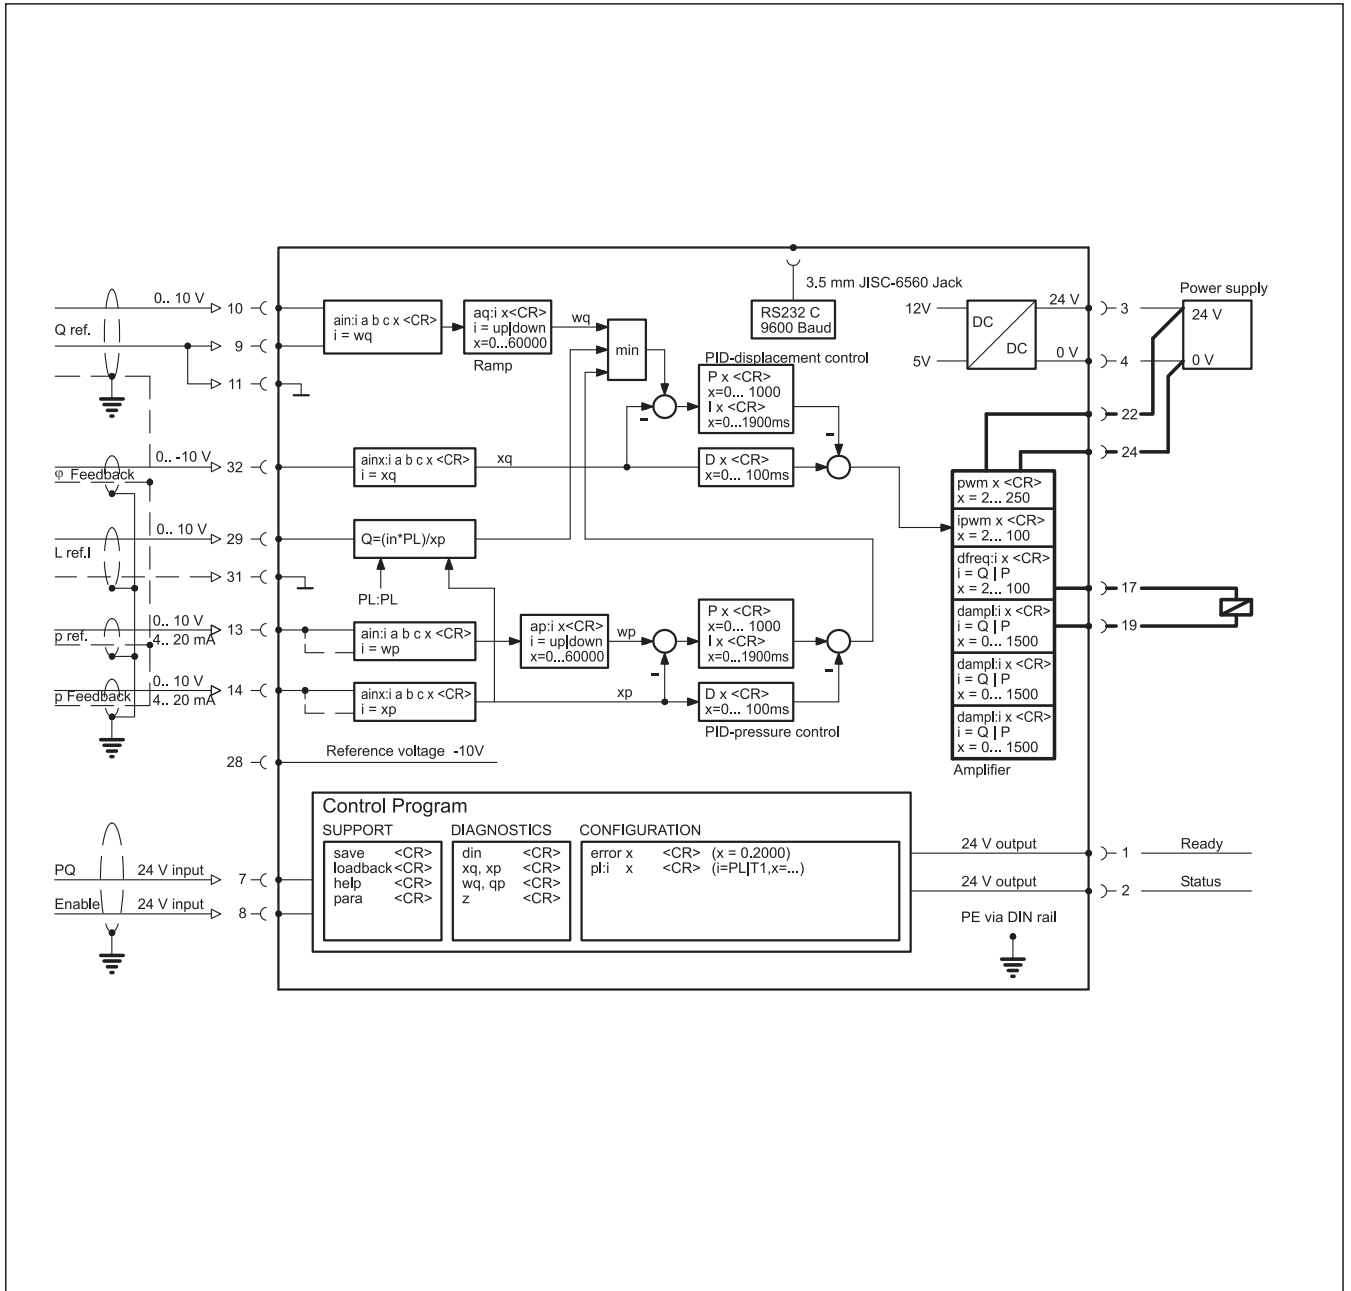 3.5 mm JISC-6560 Jack
RS232 C
9600 Baud
12V
5V
DC
DC
24 V
0 V
3
4
Power supply
24 V
0 V
22
24
Q ref.
0.. 10 V
10
9
11
ain:i a b c x <CR>
i = wq
aq:i x<CR>
i = up|down
x=0...60000
Ramp
wq
min
PID-displacement control
P x <CR>
x=0... 1000
I x <CR>
x=0...1900ms
-
-
φ Feedback
0.. -10 V
32
ainx:i a b c x <CR>
i = xq
xq
D x <CR>
x=0... 100ms
pwm x <CR>
x = 2... 250
ipwm x <CR>
x = 2... 100
dfreq:i x <CR>
i = Q | P
x = 2... 100
dampl:i x <CR>
i = Q | P
x = 0... 1500
dampl:i x <CR>
i = Q | P
x = 0... 1500
dampl:i x <CR>
i = Q | P
x = 0... 1500
Amplifier
17
19
L ref.I
0.. 10 V
29
31
Q=(in*PL)/xp
PL:PL
p ref.
0.. 10 V
4.. 20 mA
13
ain:i a b c x <CR>
i = wp
ap:i x<CR>
i = up|down
x=0...60000
wp
-
P x <CR>
x=0... 1000
I x <CR>
x=0...1900ms
-
p Feedback
0.. 10 V
4.. 20 mA
14
ainx:i a b c x <CR>
i = xp
xp
D x <CR>
x=0... 100ms
PID-pressure control
28
Reference voltage -10V
Control Program
SUPPORT
save <CR>
loadback <CR>
help <CR>
para <CR>
DIAGNOSTICS
din <CR>
xq, xp <CR>
wq, qp <CR>
z <CR>
CONFIGURATION
error x <CR> (x = 0.2000)
pl:i x <CR> (i=PL|T1,x=...)
PQ
24 V input
7
Enable
24 V input
8
24 V output
1
Ready
24 V output
2
Status
PE via DIN rail